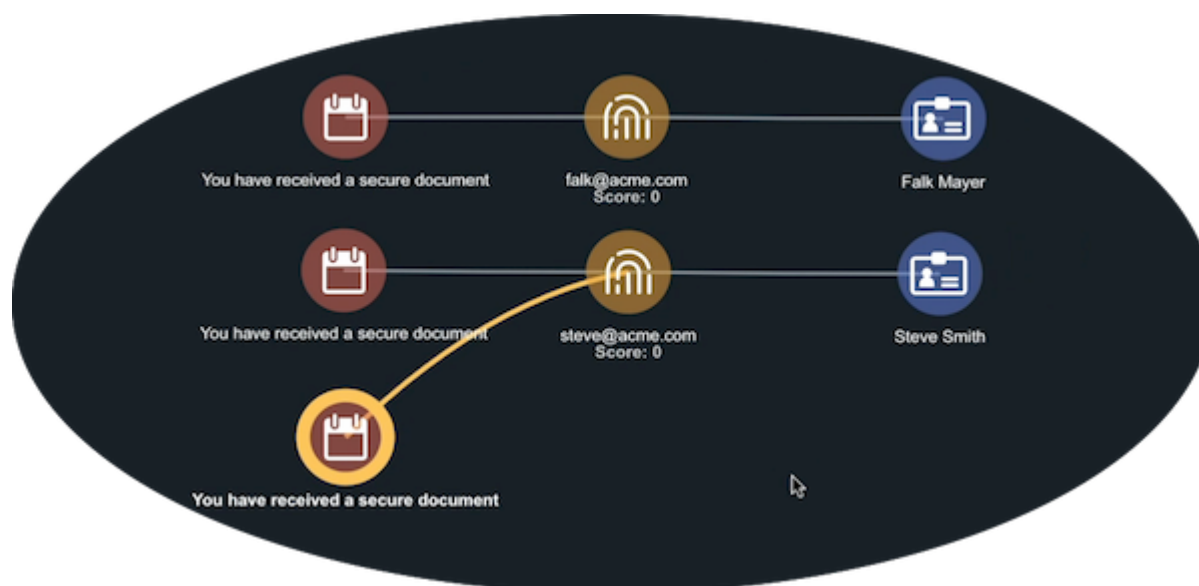 You have received a secure document
falk@acme.com
Score: 0
Falk Mayer
You have received a secure document
steve@acme.com
Score: 0
Steve Smith
You have received a secure document